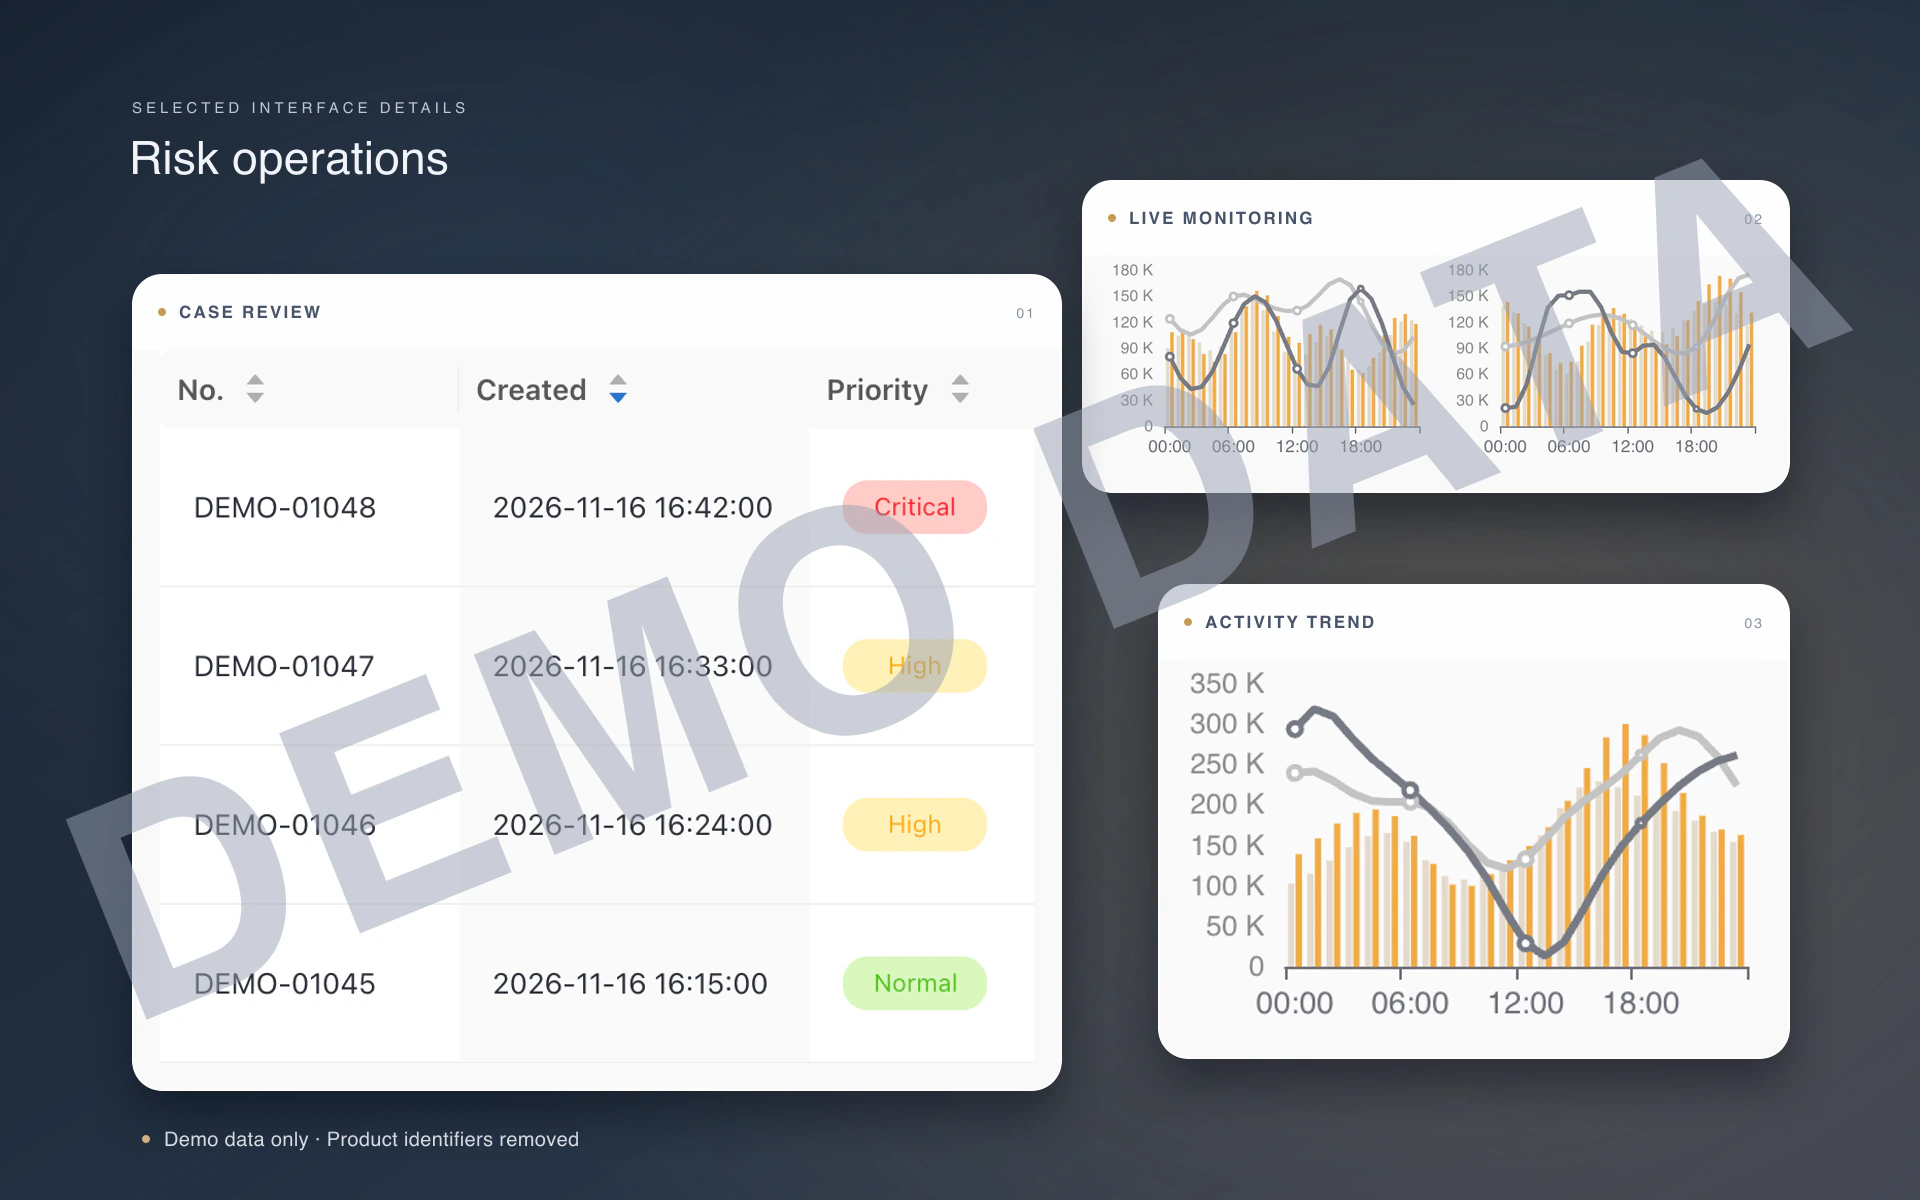 SELECTED INTERFACE DETAILS
Risk operations
CASE REVIEW 01
No. Created Priority
DEMO-01048 2026-11-16 16:42:00 Critical
DEMO-01047 2026-11-16 16:33:00 High
DEMO-01046 2026-11-16 16:24:00 High
DEMO-01045 2026-11-16 16:15:00 Normal
LIVE MONITORING 02
180 K
150 K
120 K
90 K
60 K
30 K
0
00:00 06:00 12:00 18:00
180 K
150 K
120 K
90 K
60 K
30 K
0
00:00 06:00 12:00 18:00
ACTIVITY TREND 03
350 K
300 K
250 K
200 K
150 K
100 K
50 K
0
00:00 06:00 12:00 18:00
Demo data only · Product identifiers removed
DEMO DATA